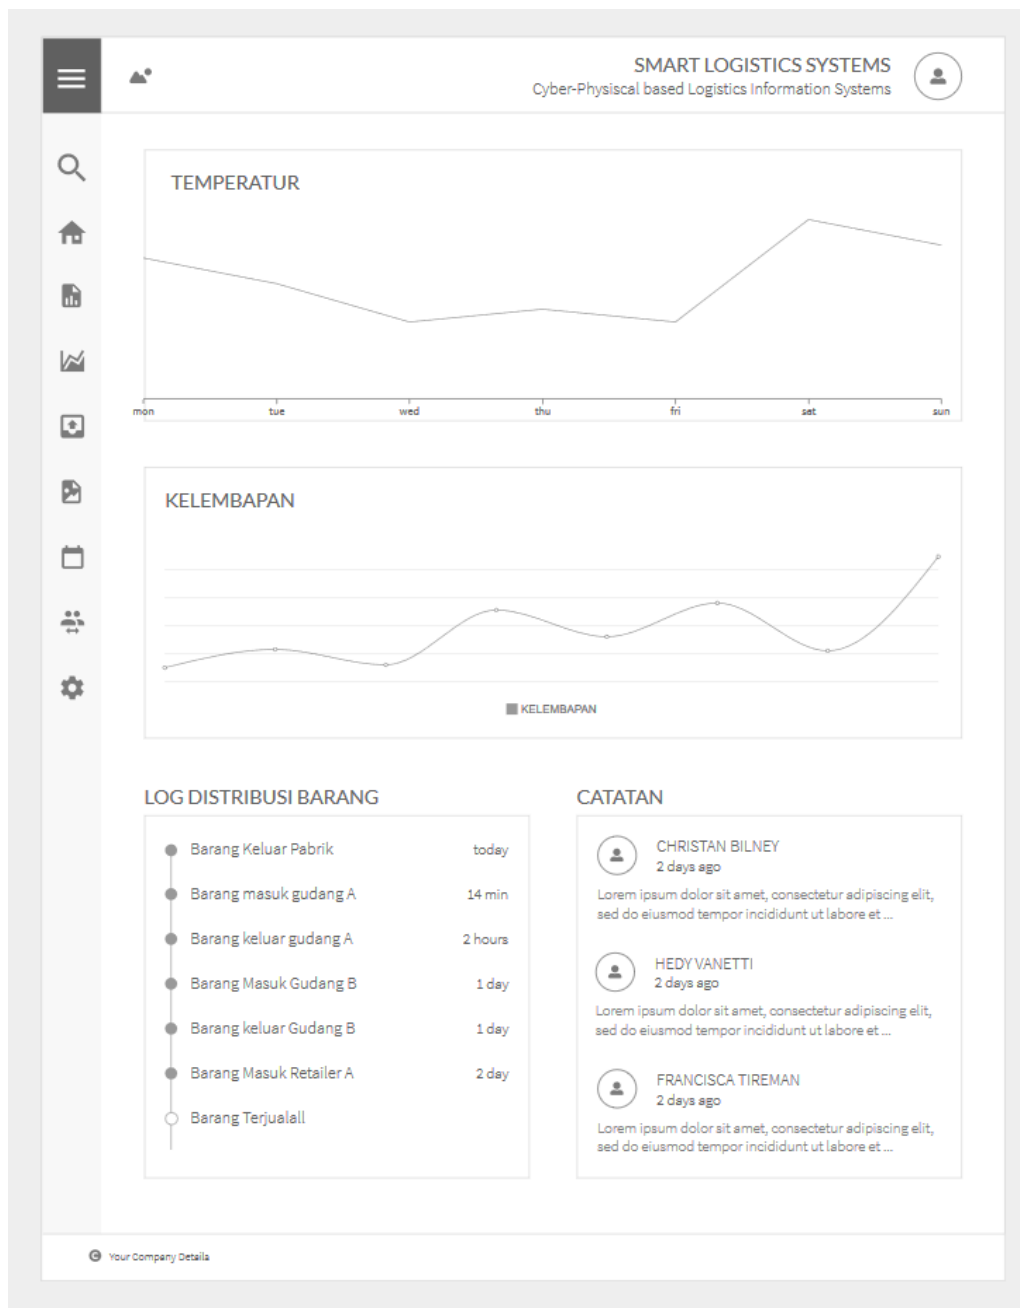 SMART LOGISTICS SYSTEMS
Cyber-Physiscal based Logistics Information Systems
TEMPERATUR
mon tue wed thu fri sat sun
KELEMBAPAN
KELEMBAPAN
LOG DISTRIBUSI BARANG
Barang Keluar Pabrik today
Barang masuk gudang A 14 min
Barang keluar gudang A 2 hours
Barang Masuk Gudang B 1 day
Barang keluar Gudang B 1 day
Barang Masuk Retailer A 2 day
Barang Terjualall
CATATAN
CHRISTAN BILNEY
2 days ago
Lorem ipsum dolor sit amet, consectetur adipiscing elit,
sed do eiusmod tempor incididunt ut labore et ...
HEDY VANETTI
2 days ago
Lorem ipsum dolor sit amet, consectetur adipiscing elit,
sed do eiusmod tempor incididunt ut labore et ...
FRANCISCA TIREMAN
2 days ago
Lorem ipsum dolor sit amet, consectetur adipiscing elit,
sed do eiusmod tempor incididunt ut labore et ...
Your Company Details